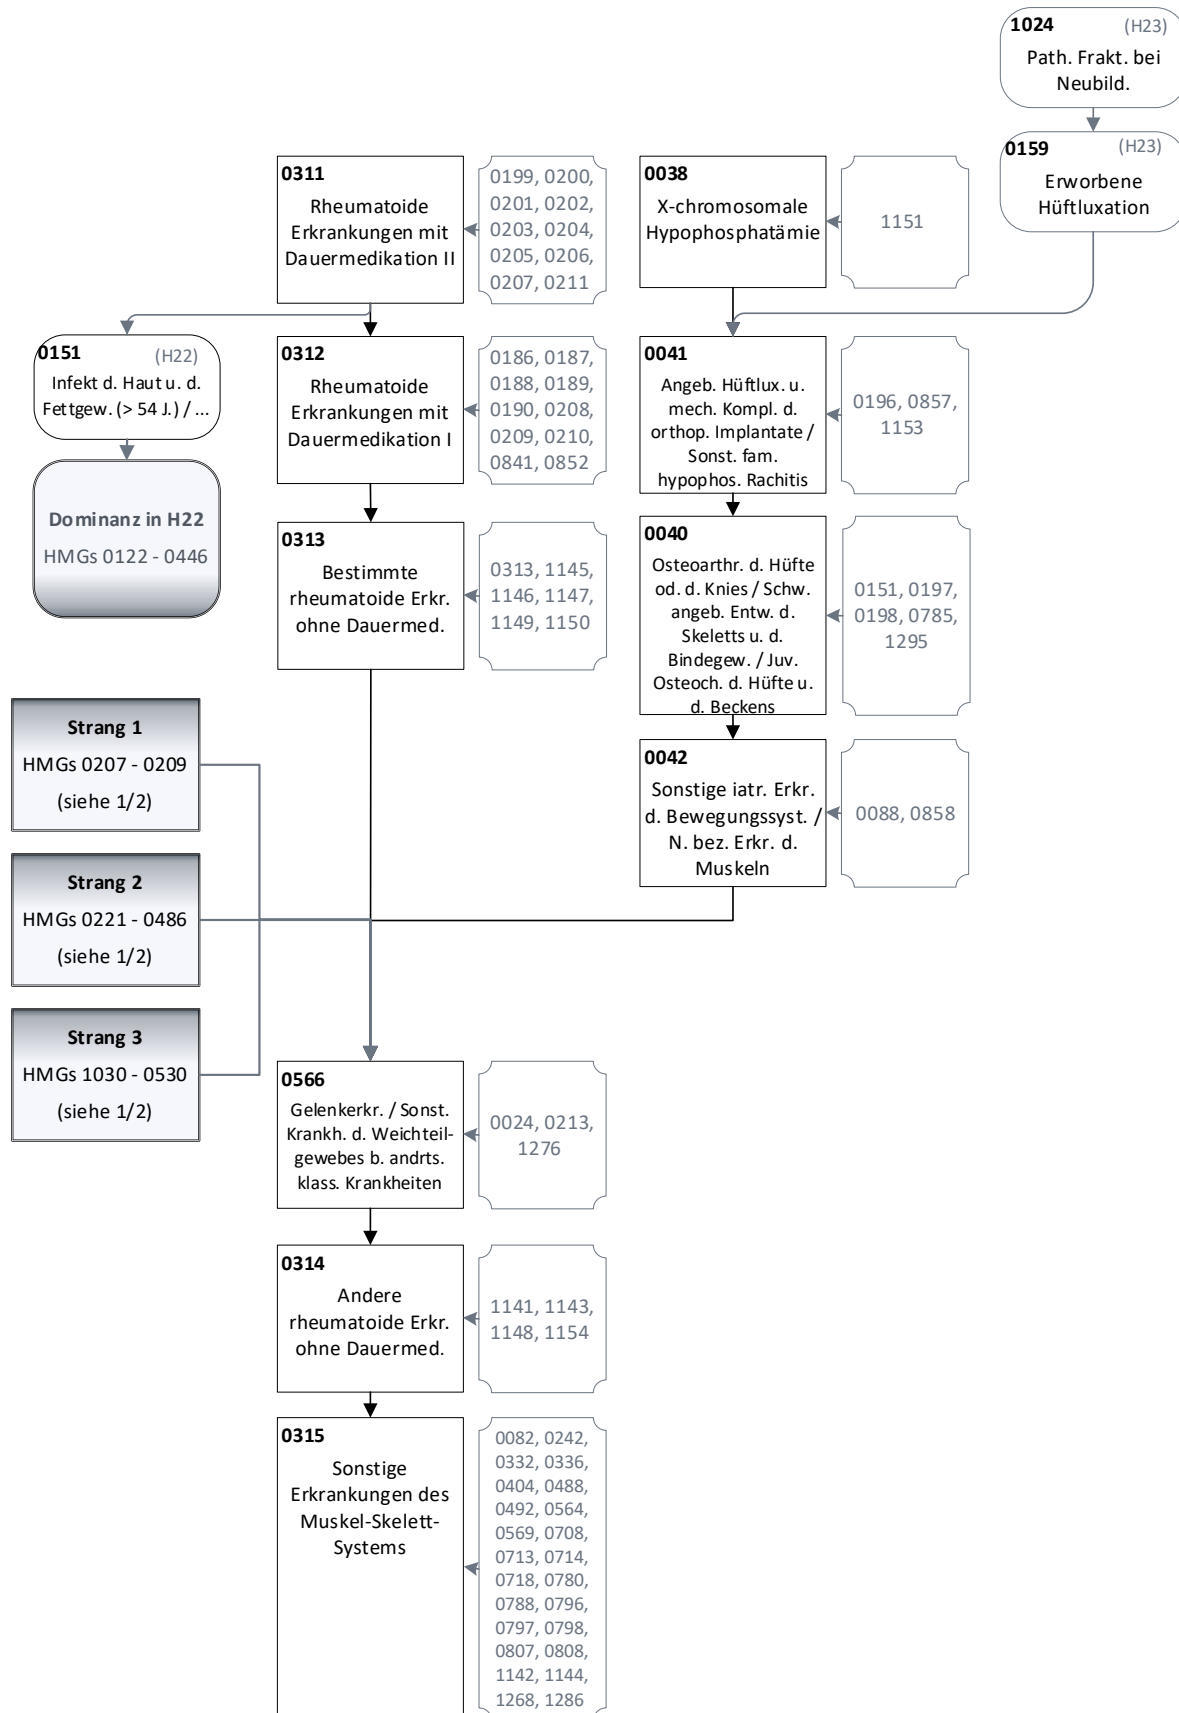 1024 (H23)
Path. Frakt. bei
Neubild.
0159 (H23)
Erworbene
Hüftluxation
0311
Rheumatoide
Erkrankungen mit
Dauermedikation II
0199, 0200,
0201, 0202,
0203, 0204,
0205, 0206,
0207, 0211
0038
X-chromosomale
Hypophosphatämie
1151
0151 (H22)
Infekt d. Haut u. d.
Fettgew. (> 54 J.) / ...
Dominanz in H22
HMGs 0122 - 0446
0312
Rheumatoide
Erkrankungen mit
Dauermedikation I
0186, 0187,
0188, 0189,
0190, 0208,
0209, 0210,
0841, 0852
0041
Angeb. Hüftlux. u.
mech. Kompl. d.
orthop. Implantate /
Sonst. fam.
hypophos. Rachitis
0196, 0857,
1153
0313
Bestimmte
rheumatoide Erkr.
ohne Dauermed.
0313, 1145,
1146, 1147,
1149, 1150
0040
Osteoarthr. d. Hüfte
od. d. Knies / Schw.
angeb. Entw. d.
Skeletts u. d.
Bindegew. / Juv.
Osteoch. d. Hüfte u.
d. Beckens
0151, 0197,
0198, 0785,
1295
Strang 1
HMGs 0207 - 0209
(siehe 1/2)
0042
Sonstige iatr. Erkr.
d. Bewegungssyst. /
N. bez. Erkr. d.
Muskeln
0088, 0858
Strang 2
HMGs 0221 - 0486
(siehe 1/2)
Strang 3
HMGs 1030 - 0530
(siehe 1/2)
0566
Gelenkerkr. / Sonst.
Krankh. d. Weichteil-
gewebes b. andrts.
klass. Krankheiten
0024, 0213,
1276
0314
Andere
rheumatoide Erkr.
ohne Dauermed.
1141, 1143,
1148, 1154
0315
Sonstige
Erkrankungen des
Muskel-Skelett-
Systems
0082, 0242,
0332, 0336,
0404, 0488,
0492, 0564,
0569, 0708,
0713, 0714,
0718, 0780,
0788, 0796,
0797, 0798,
0807, 0808,
1142, 1144,
1268, 1286